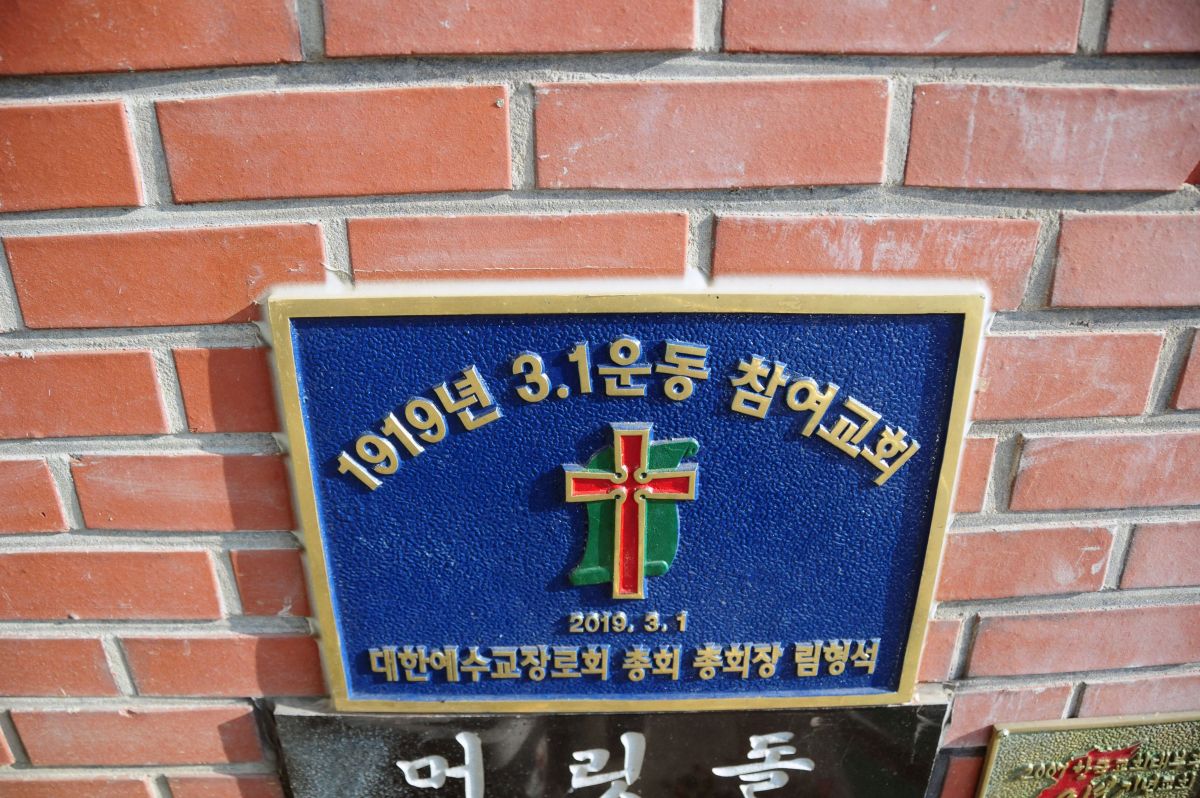 1919년 3.1운동 참여교회
2019. 3. 1
대한예수교장로회 총회 총회장 림형석
머릿돌
2007